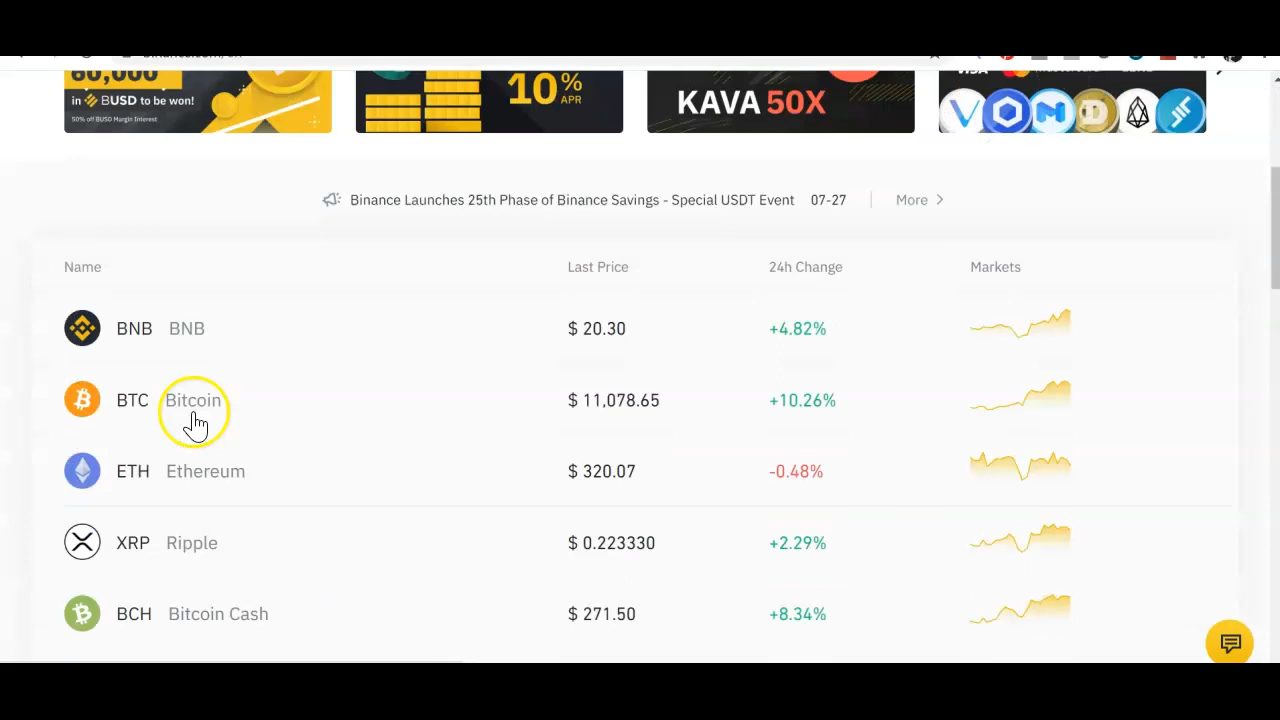 in BUSD to be won!
50% off BUSD Margin Interest
10% APR
KAVA 50X
Binance Launches 25th Phase of Binance Savings - Special USDT Event 07-27 More
Name Last Price 24h Change Markets
BNB BNB $ 20.30 +4.82%
BTC Bitcoin $ 11,078.65 +10.26%
ETH Ethereum $ 320.07 -0.48%
XRP Ripple $ 0.223330 +2.29%
BCH Bitcoin Cash $ 271.50 +8.34%